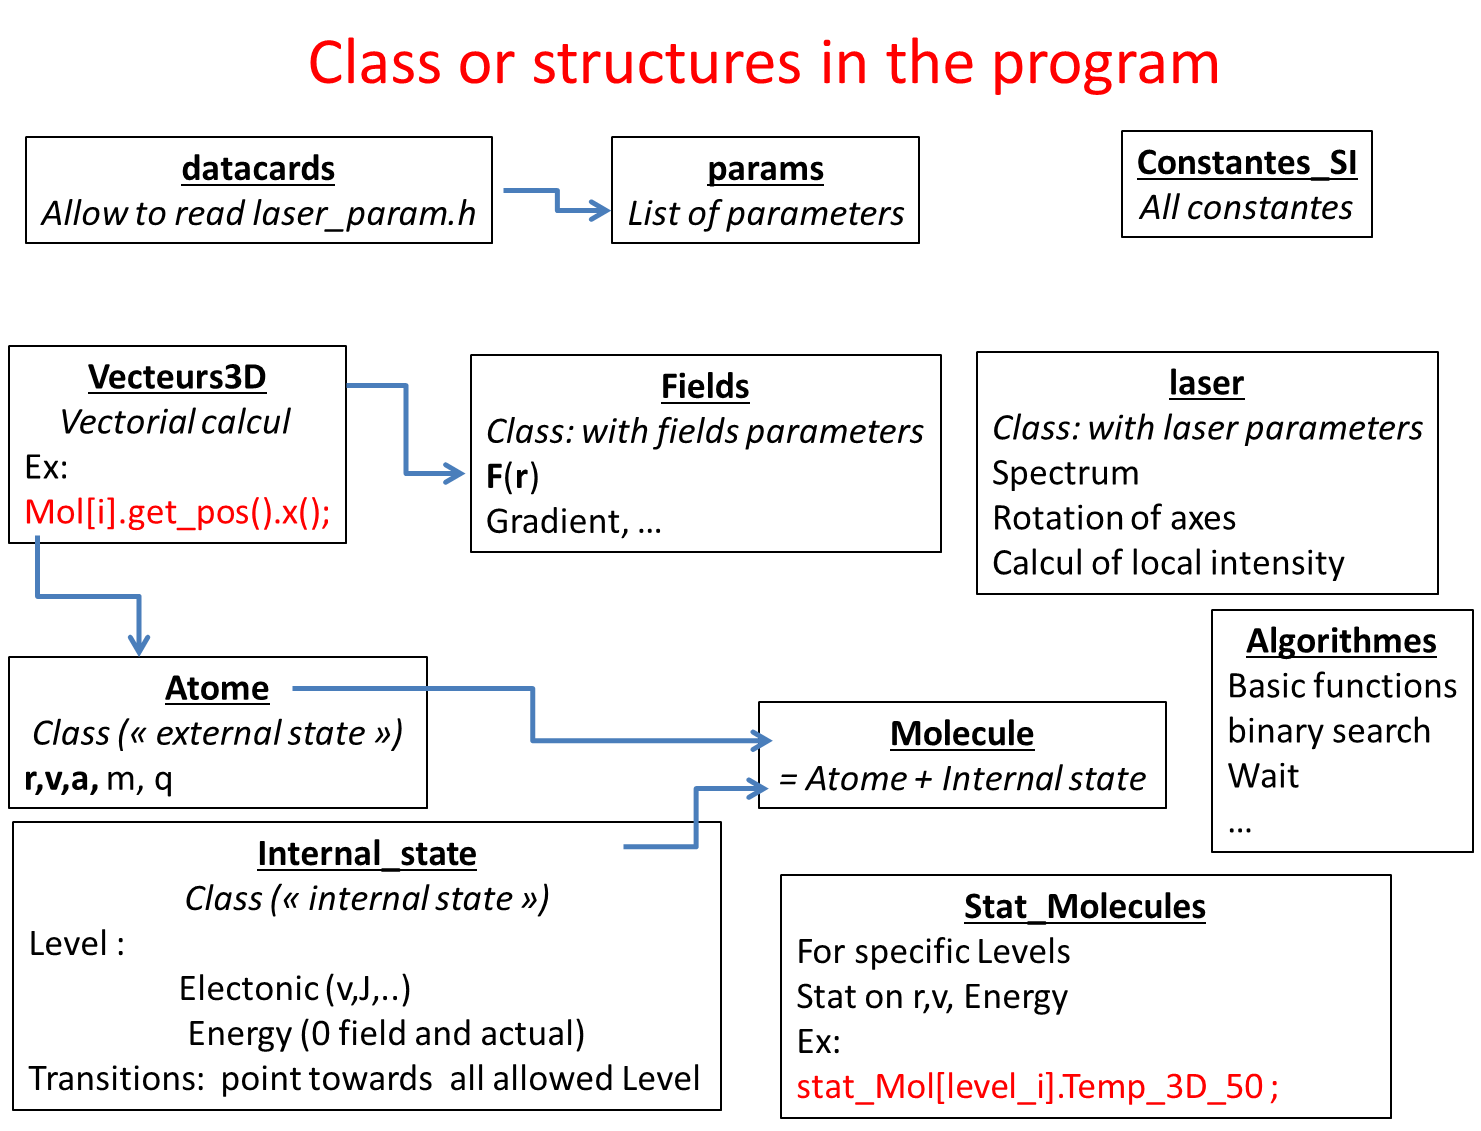 Class or structures in the program
datacards
Allow to read laser_param.h
params
List of parameters
Constantes_SI
All constantes
Vecteurs3D
Vectorial calcul
Ex:
Mol[i].get_pos().x();
Fields
Class: with fields parameters
F(r)
Gradient, ...
laser
Class: with laser parameters
Spectrum
Rotation of axes
Calcul of local intensity
Algorithmes
Basic functions
binary search
Wait
...
Atome
Class (« external state »)
r,v,a, m, q
Molecule
= Atome + Internal state
Internal_state
Class (« internal state »)
Level :
Electonic (v,J,..)
Energy (0 field and actual)
Transitions: point towards all allowed Level
Stat_Molecules
For specific Levels
Stat on r,v, Energy
Ex:
stat_Mol[level_i].Temp_3D_50 ;